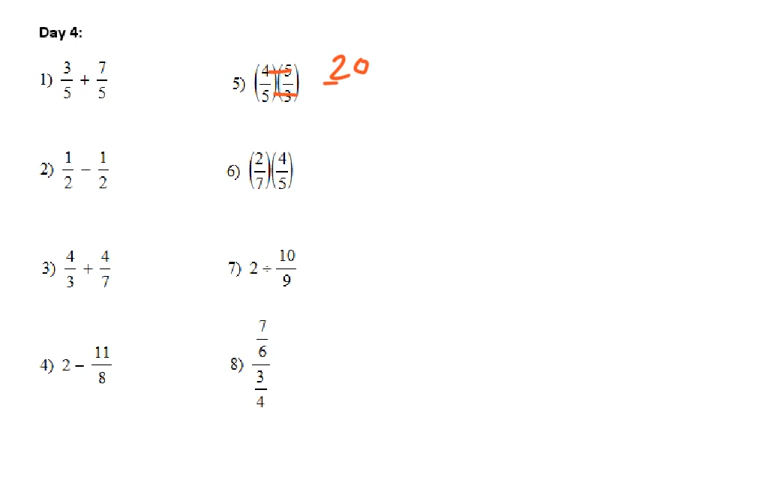 Day 4:
1) 3/5 + 7/5
5) (4/5)(5/3) 20
2) 1/2 − 1/2
6) (2/7)(4/5)
3) 4/3 + 4/7
7) 2 ÷ 10/9
4) 2 − 11/8
8) (7/6)/(3/4)